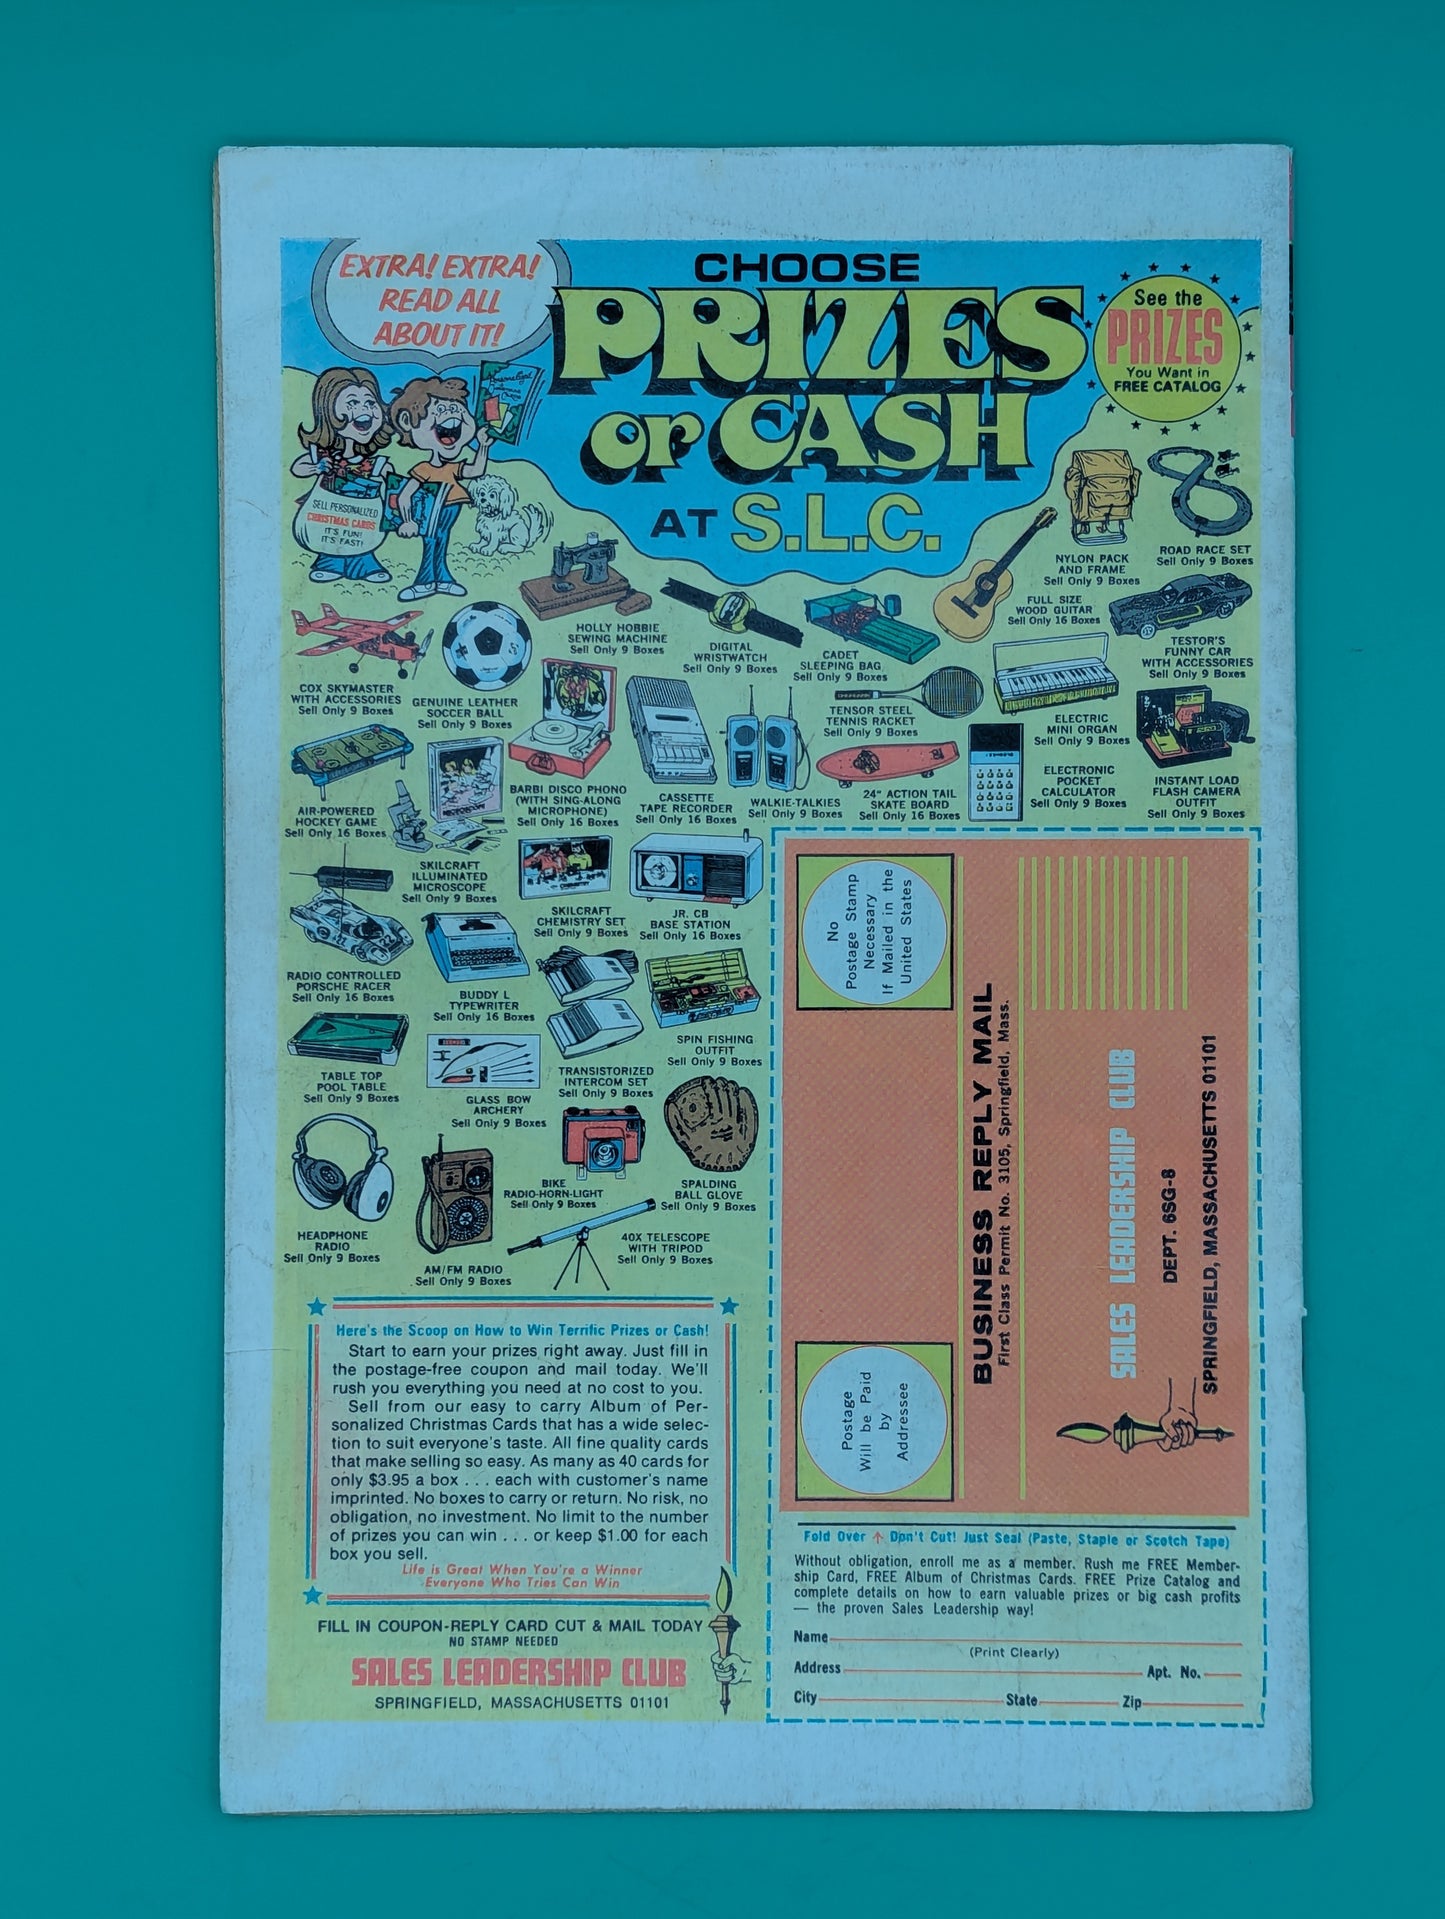 EXTRA! EXTRA!
READ ALL
ABOUT IT!
CHOOSE
PRIZES
or CASH
AT S.L.C.
See the
PRIZES
You Want in
FREE CATALOG
SELL PERSONALIZED
CHRISTMAS CARDS
IT'S FUN!
IT'S FAST!
NYLON PACK
AND FRAME
Sell Only 9 Boxes
ROAD RACE SET
Sell Only 9 Boxes
HOLLY HOBBIE
SEWING MACHINE
Sell Only 9 Boxes
DIGITAL
WRISTWATCH
Sell Only 9 Boxes
CADET
SLEEPING BAG
Sell Only 9 Boxes
FULL SIZE
WOOD GUITAR
Sell Only 16 Boxes
TESTOR'S
FUNNY CAR
WITH ACCESSORIES
Sell Only 9 Boxes
COX SKYMASTER
WITH ACCESSORIES
Sell Only 9 Boxes
GENUINE LEATHER
SOCCER BALL
Sell Only 9 Boxes
TENSOR STEEL
TENNIS RACKET
Sell Only 9 Boxes
ELECTRIC
MINI ORGAN
Sell Only 9 Boxes
AIR-POWERED
HOCKEY GAME
Sell Only 16 Boxes
BARBI DISCO PHONO
(WITH SING-ALONG
MICROPHONE)
Sell Only 16 Boxes
CASSETTE
TAPE RECORDER
Sell Only 16 Boxes
WALKIE-TALKIES
Sell Only 9 Boxes
24" ACTION TAIL
SKATE BOARD
Sell Only 16 Boxes
ELECTRONIC
POCKET
CALCULATOR
Sell Only 9 Boxes
INSTANT LOAD
FLASH CAMERA
OUTFIT
Sell Only 9 Boxes
SKILCRAFT
ILLUMINATED
MICROSCOPE
Sell Only 9 Boxes
SKILCRAFT
CHEMISTRY SET
Sell Only 9 Boxes
JR. CB
BASE STATION
Sell Only 16 Boxes
RADIO CONTROLLED
PORSCHE RACER
Sell Only 16 Boxes
BUDDY L
TYPEWRITER
Sell Only 16 Boxes
TRANSISTORIZED
INTERCOM SET
Sell Only 9 Boxes
SPIN FISHING
OUTFIT
Sell Only 9 Boxes
TABLE TOP
POOL TABLE
Sell Only 9 Boxes
GLASS BOW
ARCHERY
Sell Only 9 Boxes
BIKE
RADIO-HORN-LIGHT
Sell Only 9 Boxes
SPALDING
BALL GLOVE
Sell Only 9 Boxes
HEADPHONE
RADIO
Sell Only 9 Boxes
AM/FM RADIO
Sell Only 9 Boxes
40X TELESCOPE
WITH TRIPOD
Sell Only 9 Boxes
Here's the Scoop on How to Win Terrific Prizes or Cash!
Start to earn your prizes right away. Just fill in
the postage-free coupon and mail today. We'll
rush you everything you need at no cost to you.
Sell from our easy to carry Album of Per-
sonalized Christmas Cards that has a wide selec-
tion to suit everyone's taste. All fine quality cards
that make selling so easy. As many as 40 cards for
only $3.95 a box . . . each with customer's name
imprinted. No boxes to carry or return. No risk, no
obligation, no investment. No limit to the number
of prizes you can win . . . or keep $1.00 for each
box you sell.
Life is Great When You're a Winner
Everyone Who Tries Can Win
FILL IN COUPON-REPLY CARD CUT & MAIL TODAY
NO STAMP NEEDED
SALES LEADERSHIP CLUB
SPRINGFIELD, MASSACHUSETTS 01101
No
Postage Stamp
Necessary
If Mailed in the
United States
Postage
Will be Paid
by
Addressee
BUSINESS REPLY MAIL
First Class Permit No. 3105, Springfield, Mass.
SALES LEADERSHIP CLUB
DEPT. 6SG-8
SPRINGFIELD, MASSACHUSETTS 01101
Fold Over ↑ Don't Cut! Just Seal (Paste, Staple or Scotch Tape)
Without obligation, enroll me as a member. Rush me FREE Member-
ship Card, FREE Album of Christmas Cards. FREE Prize Catalog and
complete details on how to earn valuable prizes or big cash profits
— the proven Sales Leadership way!
Name
(Print Clearly)
Address Apt. No.
City State Zip